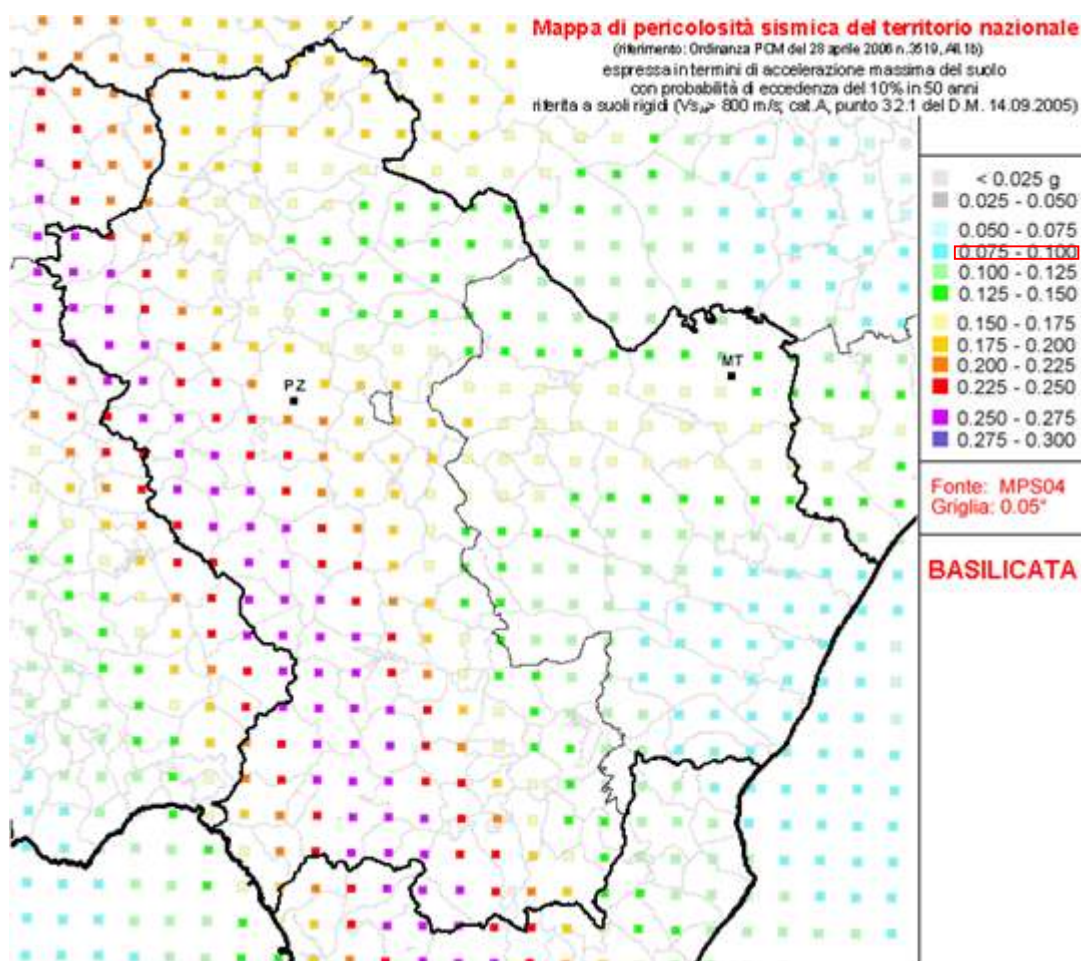 Mappa di pericolosità sismica del territorio nazionale
(riferimento: Ordinanza PCM del 28 aprile 2006 n.3519, All.1b)
espressa in termini di accelerazione massima del suolo
con probabilità di eccedenza del 10% in 50 anni
riferita a suoli rigidi (Vs₃₀> 800 m/s; cat.A, punto 3.2.1 del D.M. 14.09.2005)
< 0.025 g
0.025 - 0.050
0.050 - 0.075
0.075 - 0.100
0.100 - 0.125
0.125 - 0.150
0.150 - 0.175
0.175 - 0.200
0.200 - 0.225
0.225 - 0.250
0.250 - 0.275
0.275 - 0.300
PZ
MT
Fonte: MPS04
Griglia: 0.05°
BASILICATA